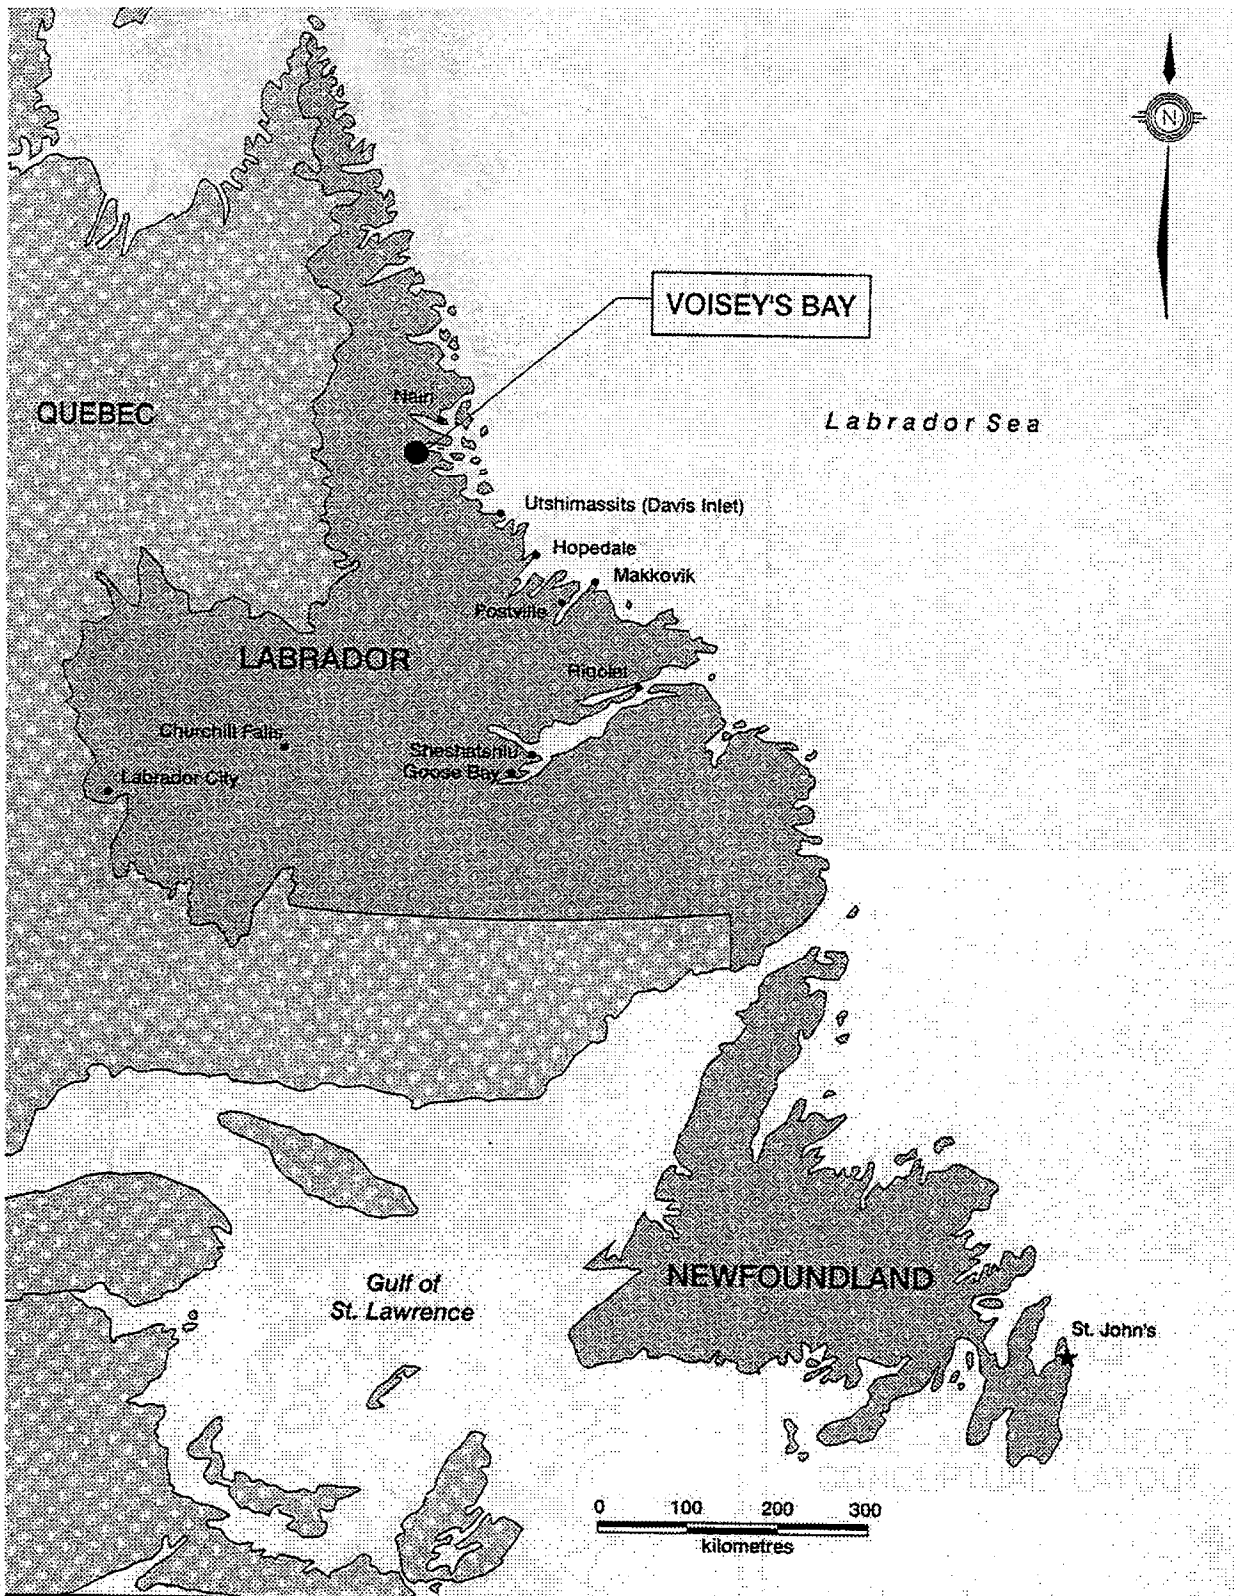 N
VOISEY'S BAY
QUEBEC
Nain
Labrador Sea
Utshimassits (Davis Inlet)
Hopedale
Makkovik
Postville
LABRADOR
Rigolet
Churchill Falls
Sheshatshiu
Goose Bay
Labrador City
NEWFOUNDLAND
Gulf of
St. Lawrence
St. John's
0 100 200 300
kilometres